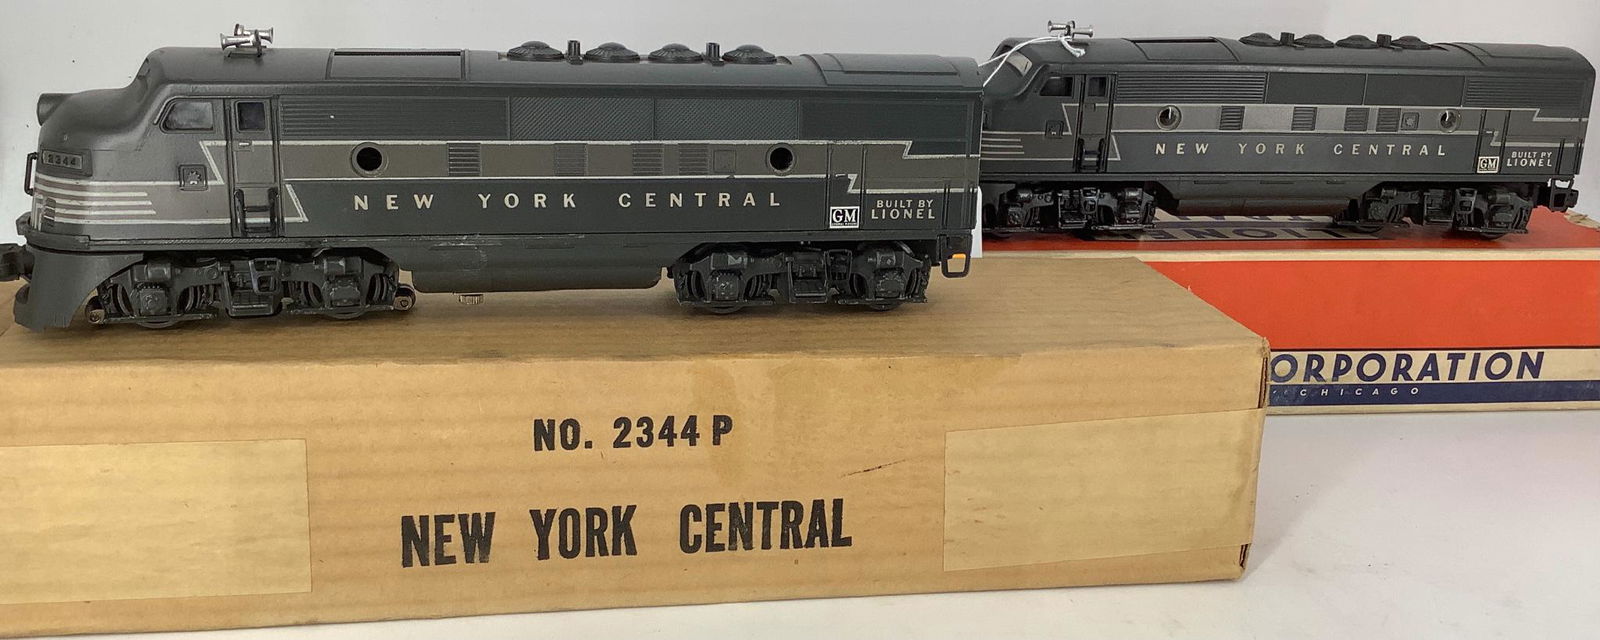 2344
NEW YORK CENTRAL
GM
BUILT BY
LIONEL
NEW YORK CENTRAL
GM
BUILT BY
LIONEL
LIONEL
ORPORATION
CHICAGO
NO. 2344 P
NEW YORK CENTRAL